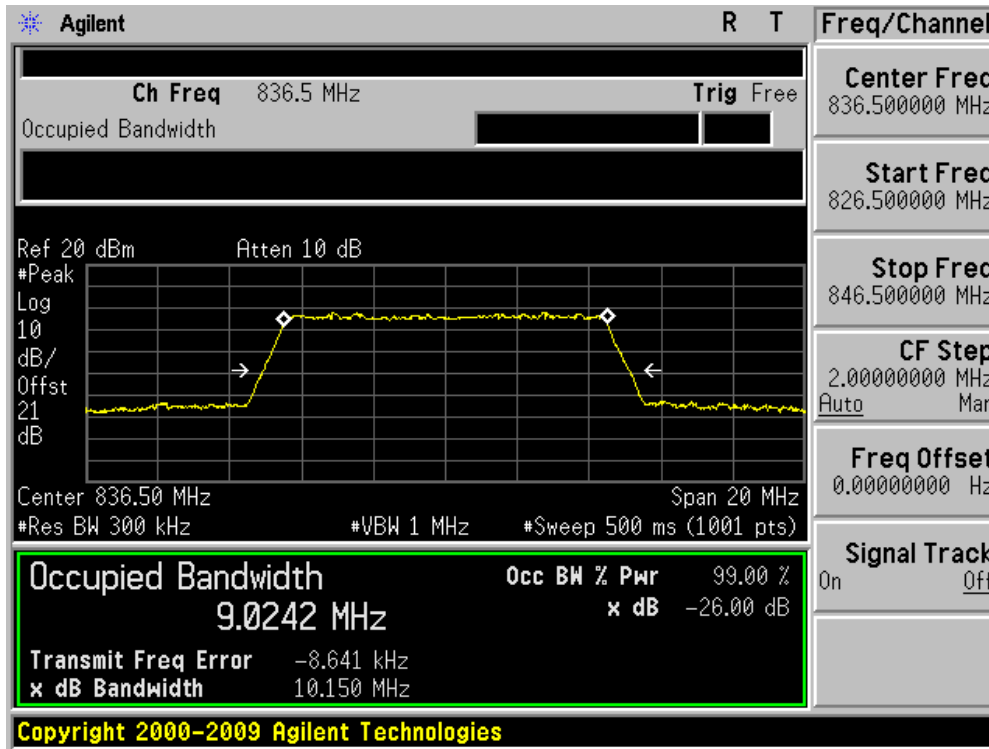 Agilent R T
Ch Freq 836.5 MHz Trig Free
Occupied Bandwidth
Ref 20 dBm Atten 10 dB
#Peak
Log
10
dB/
Offst
21
dB
Center 836.50 MHz Span 20 MHz
#Res BW 300 kHz #VBW 1 MHz #Sweep 500 ms (1001 pts)
Occupied Bandwidth
9.0242 MHz
Occ BW % Pwr 99.00 %
x dB -26.00 dB
Transmit Freq Error -8.641 kHz
x dB Bandwidth 10.150 MHz
Copyright 2000-2009 Agilent Technologies
Freq/Channel
Center Freq
836.500000 MHz
Start Freq
826.500000 MHz
Stop Freq
846.500000 MHz
CF Step
2.00000000 MHz
Auto Man
Freq Offset
0.00000000 Hz
Signal Track
On Off